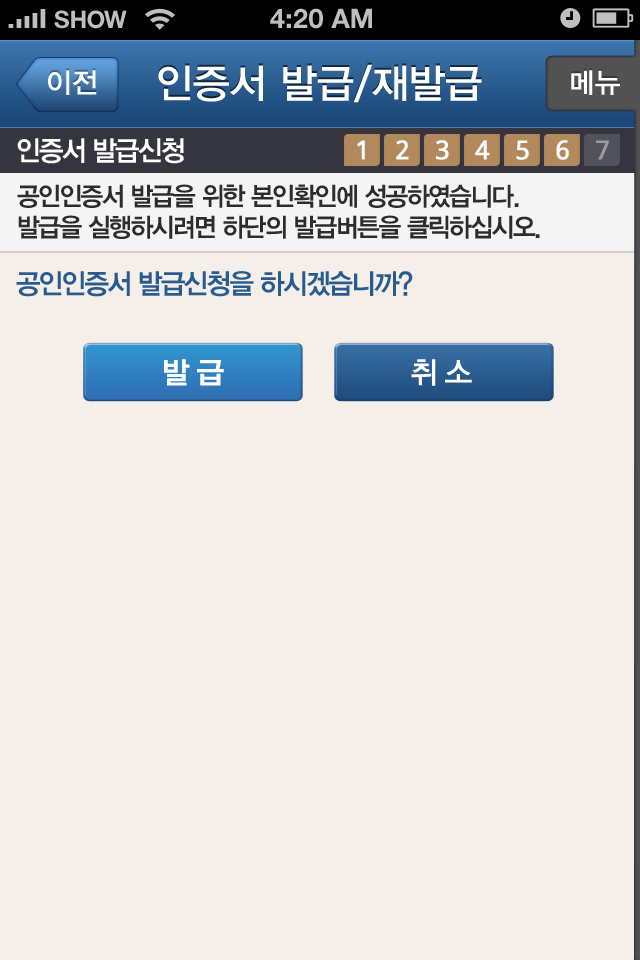 SHOW 4:20 AM
이전 인증서 발급/재발급 메뉴
인증서 발급신청 1 2 3 4 5 6 7
공인인증서 발급을 위한 본인확인에 성공하였습니다.
발급을 실행하시려면 하단의 발급버튼을 클릭하십시오.
공인인증서 발급신청을 하시겠습니까?
발급 취소